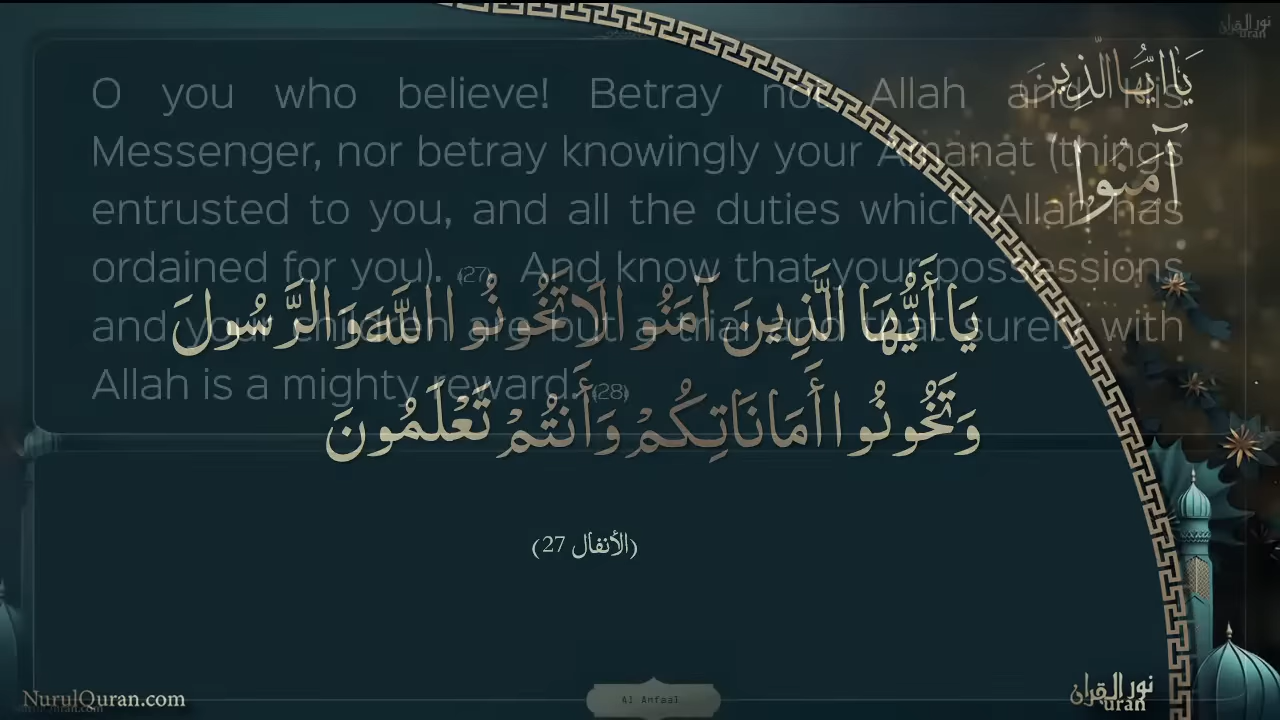 O you who believe! Betray not Allah and His
Messenger, nor betray knowingly your Amanat (things
entrusted to you, and all the duties which Allah has
ordained for you). (27) And know that your possessions
and your children are but a trial and that surely with
Allah is a mighty reward. (28)
يَا اَيُّهَا الَّذِينَ
آمَنُوا
يَا أَيُّهَا الَّذِينَ آمَنُوا لَا تَخُونُوا اللَّهَ وَالرَّسُولَ
وَتَخُونُوا أَمَانَاتِكُمْ وَأَنتُمْ تَعْلَمُونَ
(الأنفال 27)
NurulQuran.com
Al Anfaal
نور القرآن
uran